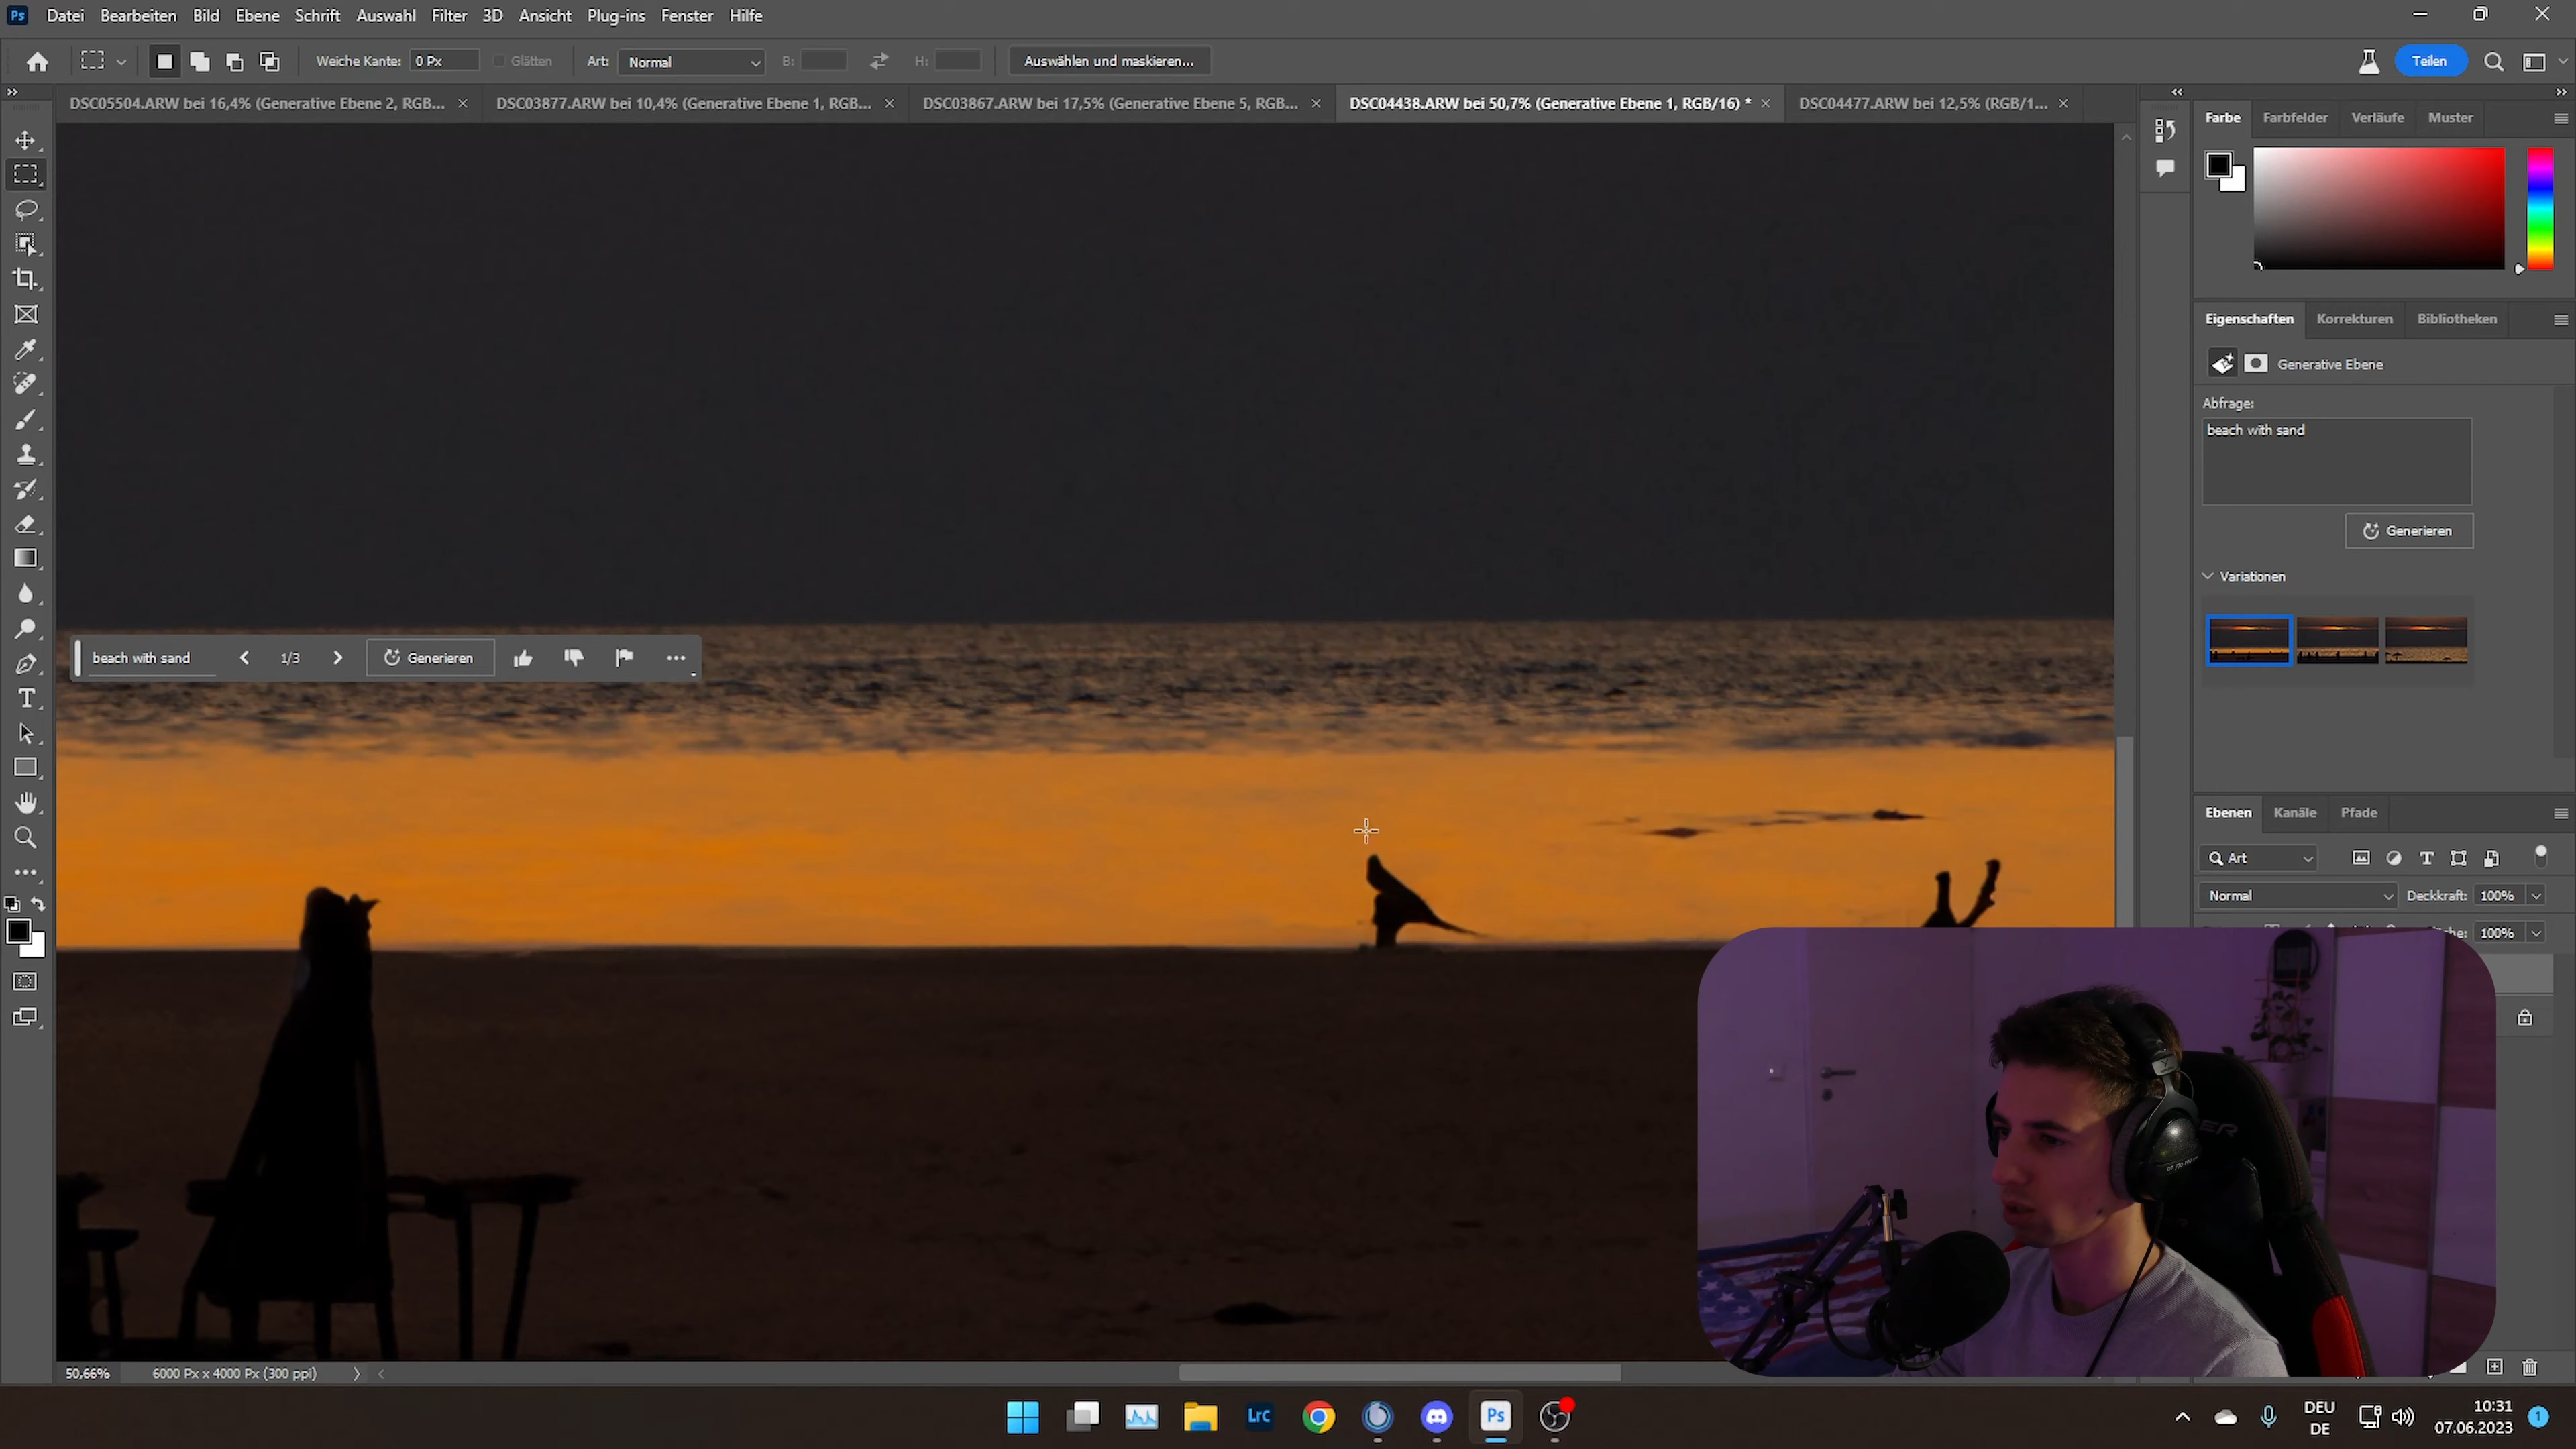 Ps Datei Bearbeiten Bild Ebene Schrift Auswahl Filter 3D Ansicht Plug-ins Fenster Hilfe
Weiche Kante: 0 Px Glätten Art: Normal B: H: Auswählen und maskieren... Teilen
DSC05504.ARW bei 16,4% (Generative Ebene 2, RGB... × DSC03877.ARW bei 10,4% (Generative Ebene 1, RGB... × DSC03867.ARW bei 17,5% (Generative Ebene 5, RGB... × DSC04438.ARW bei 50,7% (Generative Ebene 1, RGB/16) * × DSC04477.ARW bei 12,5% (RGB/1... ×
Farbe Farbfelder Verläufe Muster
Eigenschaften Korrekturen Bibliotheken
Generative Ebene
Abfrage:
beach with sand
Generieren
Variationen
beach with sand 1/3 Generieren
Ebenen Kanäle Pfade
Art
Normal Deckkraft: 100%
100%
50,66% 6000 Px x 4000 Px (300 ppi)
Lrc Ps
DEU
DE
10:31
07.06.2023
1